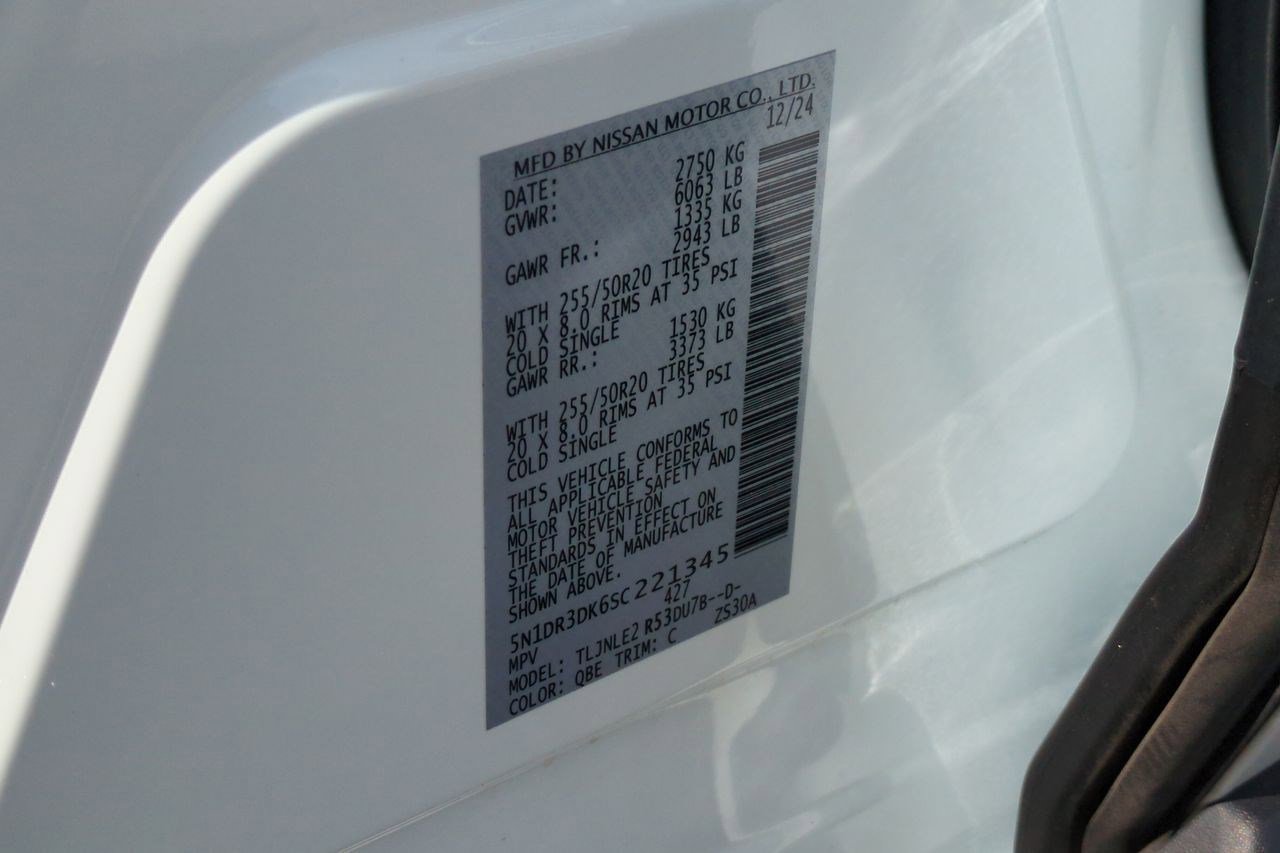 MFD BY NISSAN MOTOR CO., LTD.
DATE: 12/24
GVWR: 2750 KG
6063 LB
GAWR FR.: 1335 KG
2943 LB
WITH 255/50R20 TIRES
20 X 8.0 RIMS AT 35 PSI
COLD SINGLE
GAWR RR.: 1530 KG
3373 LB
WITH 255/50R20 TIRES
20 X 8.0 RIMS AT 35 PSI
COLD SINGLE
THIS VEHICLE CONFORMS TO
ALL APPLICABLE FEDERAL
MOTOR VEHICLE SAFETY AND
THEFT PREVENTION
STANDARDS IN EFFECT ON
THE DATE OF MANUFACTURE
SHOWN ABOVE.
5N1DR3DK6SC221345
MPV 427
MODEL: TLJNLE2 R53DU7B--D-
COLOR: QBE TRIM: C ZS30A